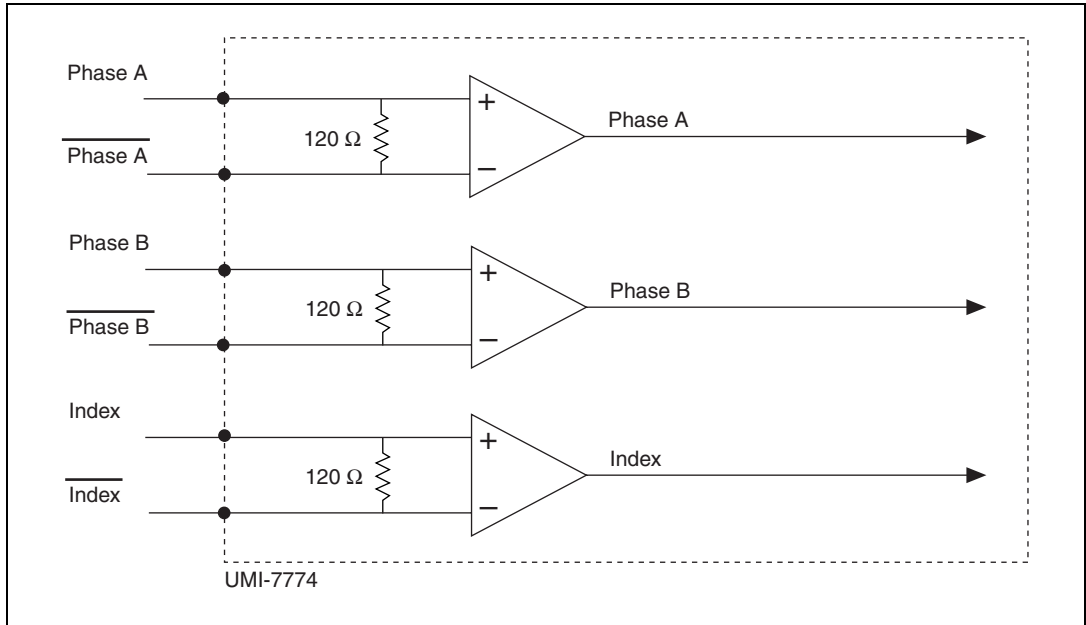 Phase A
Phase A
120 Ω
+
−
Phase A
Phase B
Phase B
120 Ω
+
−
Phase B
Index
Index
120 Ω
+
−
Index
UMI-7774